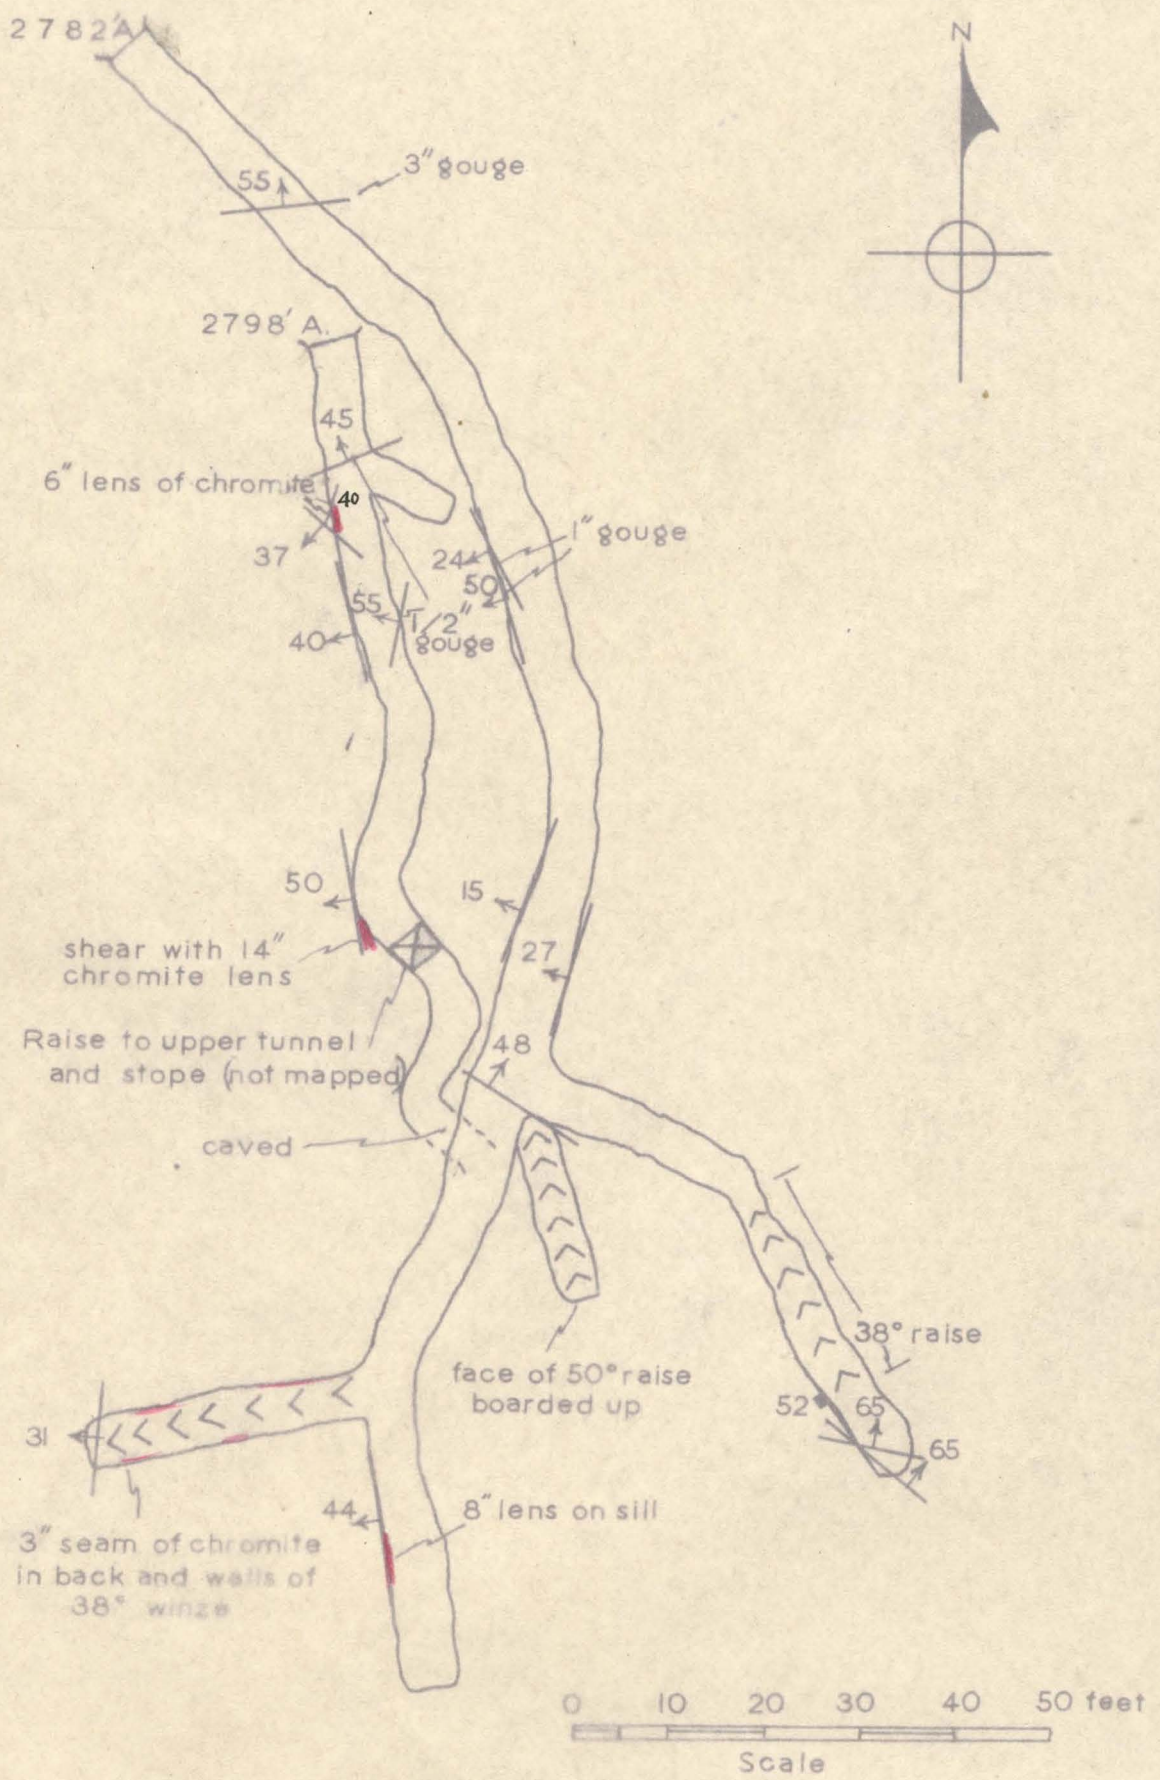 2782'A
N
3" gouge
55
2798' A.
45
6" lens of chromite
40
37
1" gouge
24
50
55
1/2"
gouge
40
50
15
shear with 14"
chromite lens
27
Raise to upper tunnel
and stope (not mapped)
48
caved
38° raise
face of 50° raise
boarded up
52
65
65
31
44
8" lens on sill
3" seam of chromite
in back and walls of
38° winze
0 10 20 30 40 50 feet
Scale